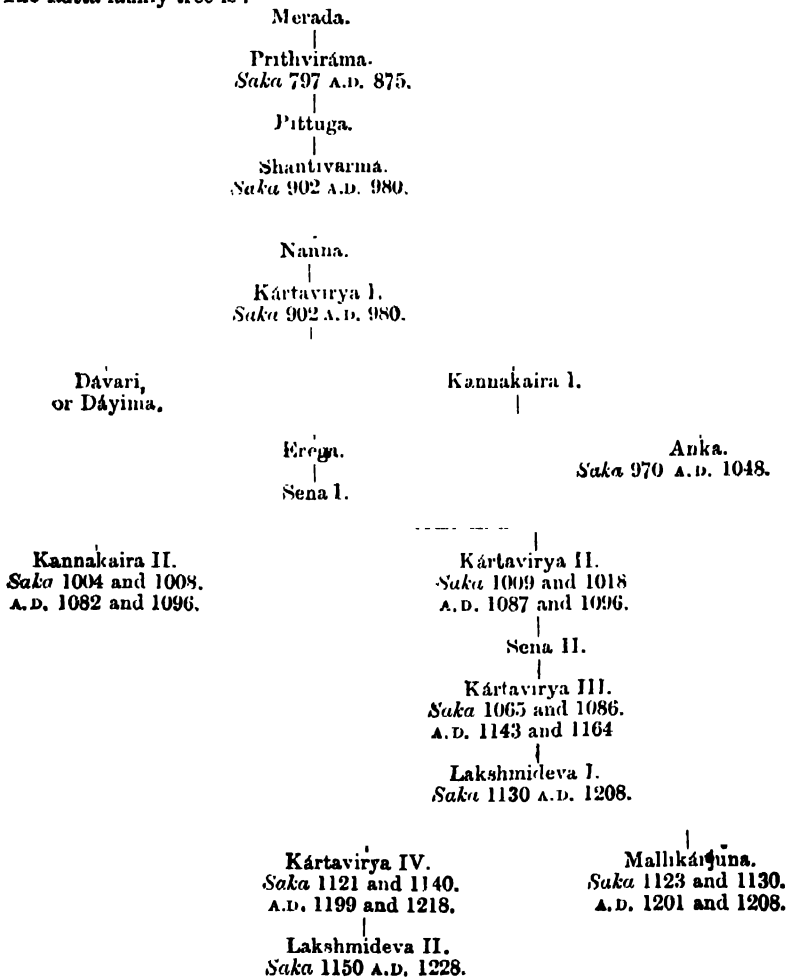 Merada.
Prithviráma.
Saka 797 A.D. 875.
Pittuga.
Shantivarma.
Saka 902 A.D. 980.
Nanna.
Kártavirya I.
Saka 902 A.D. 980.
Dávari,
or Dáyima.
Kannakaira I.
Erega.
Anka.
Saka 970 A.D. 1048.
Sena I.
Kannakaira II.
Saka 1004 and 1008.
A.D. 1082 and 1096.
Kártavirya II.
Saka 1009 and 1018
A.D. 1087 and 1096.
Sena II.
Kártavirya III.
Saka 1065 and 1086.
A.D. 1143 and 1164
Lakshmideva I.
Saka 1130 A.D. 1208.
Kártavirya IV.
Saka 1121 and 1140.
A.D. 1199 and 1218.
Mallikárjuna.
Saka 1123 and 1130.
A.D. 1201 and 1208.
Lakshmideva II.
Saka 1150 A.D. 1228.